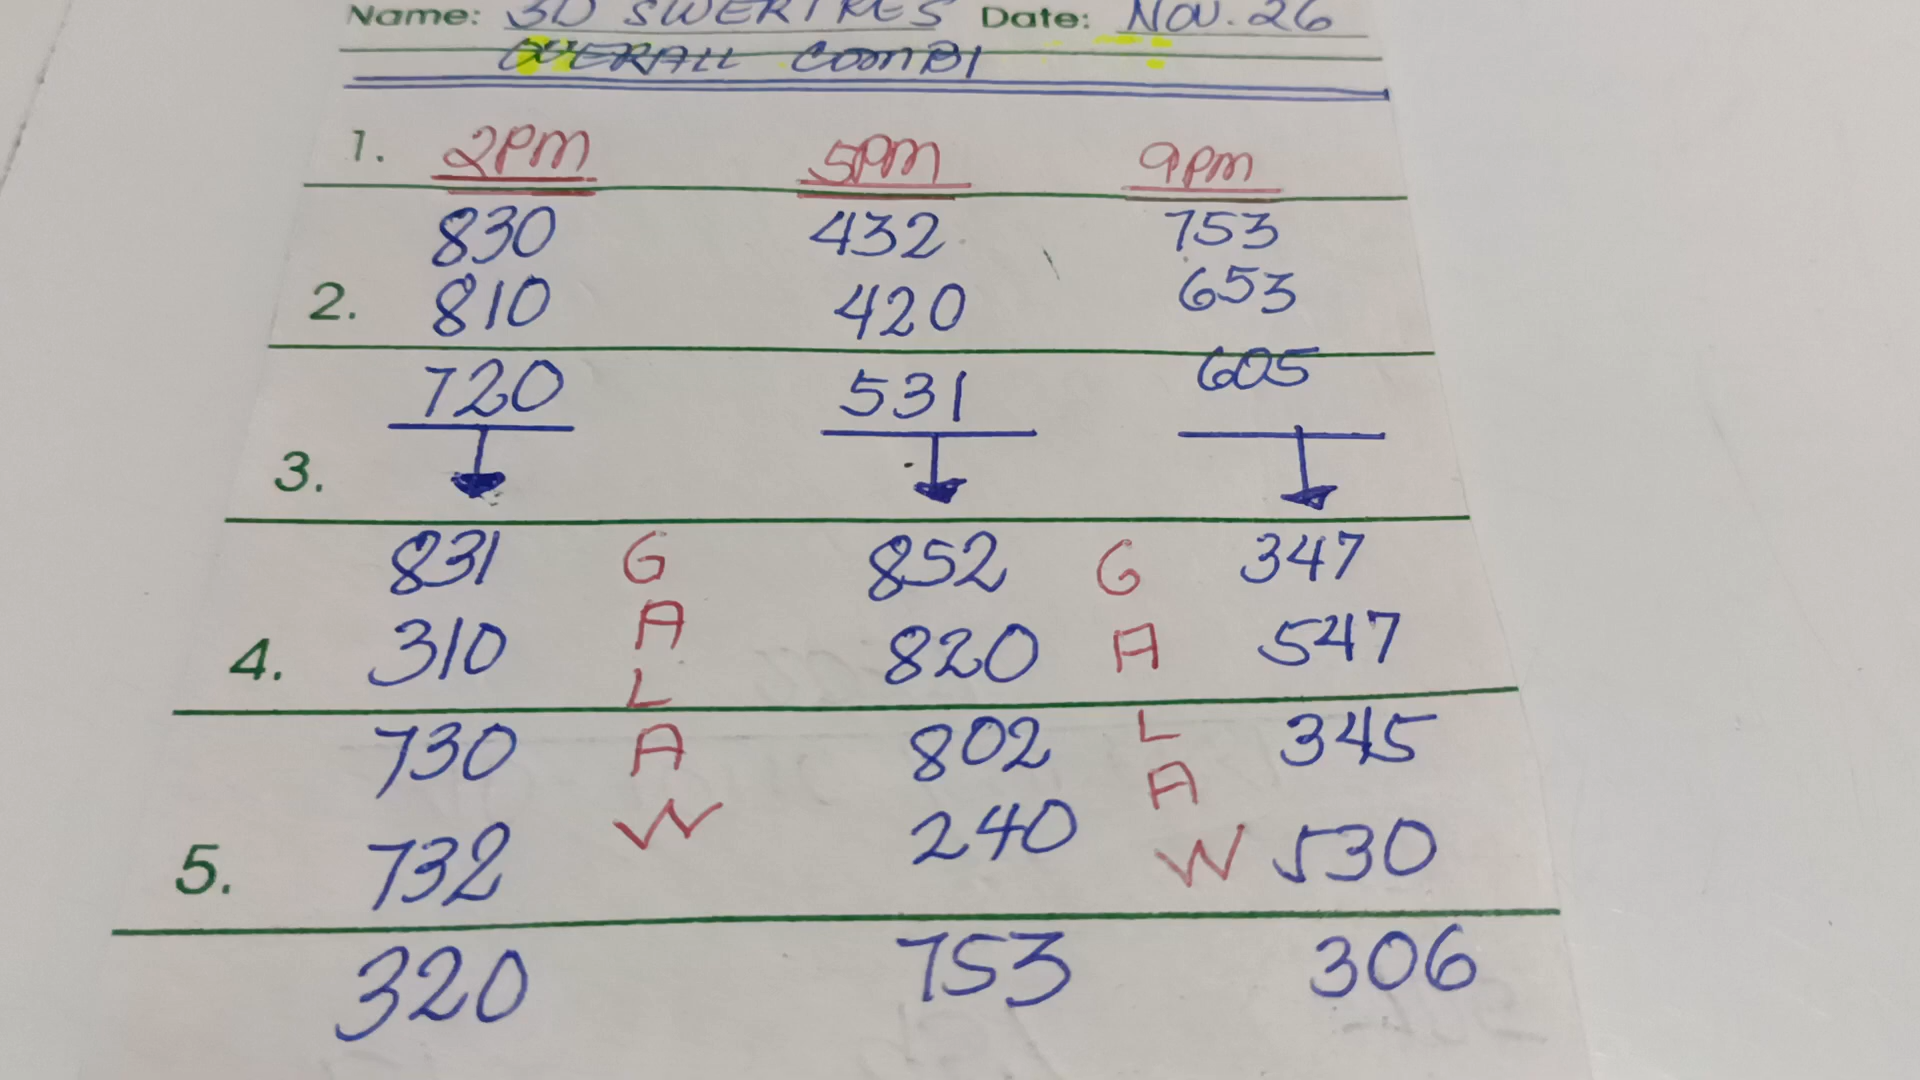 Name: 3D SWERTRES Date: NOV. 26
OVERALL COMBI
1. 2PM 5PM 9PM
830 432 753
2. 810 420 653
720 531 605
3.
831 G 852 G 347
A
4. 310 820 A 547
L
730 A 802 L 345
A
5. 732 W 240 W 530
320 753 306